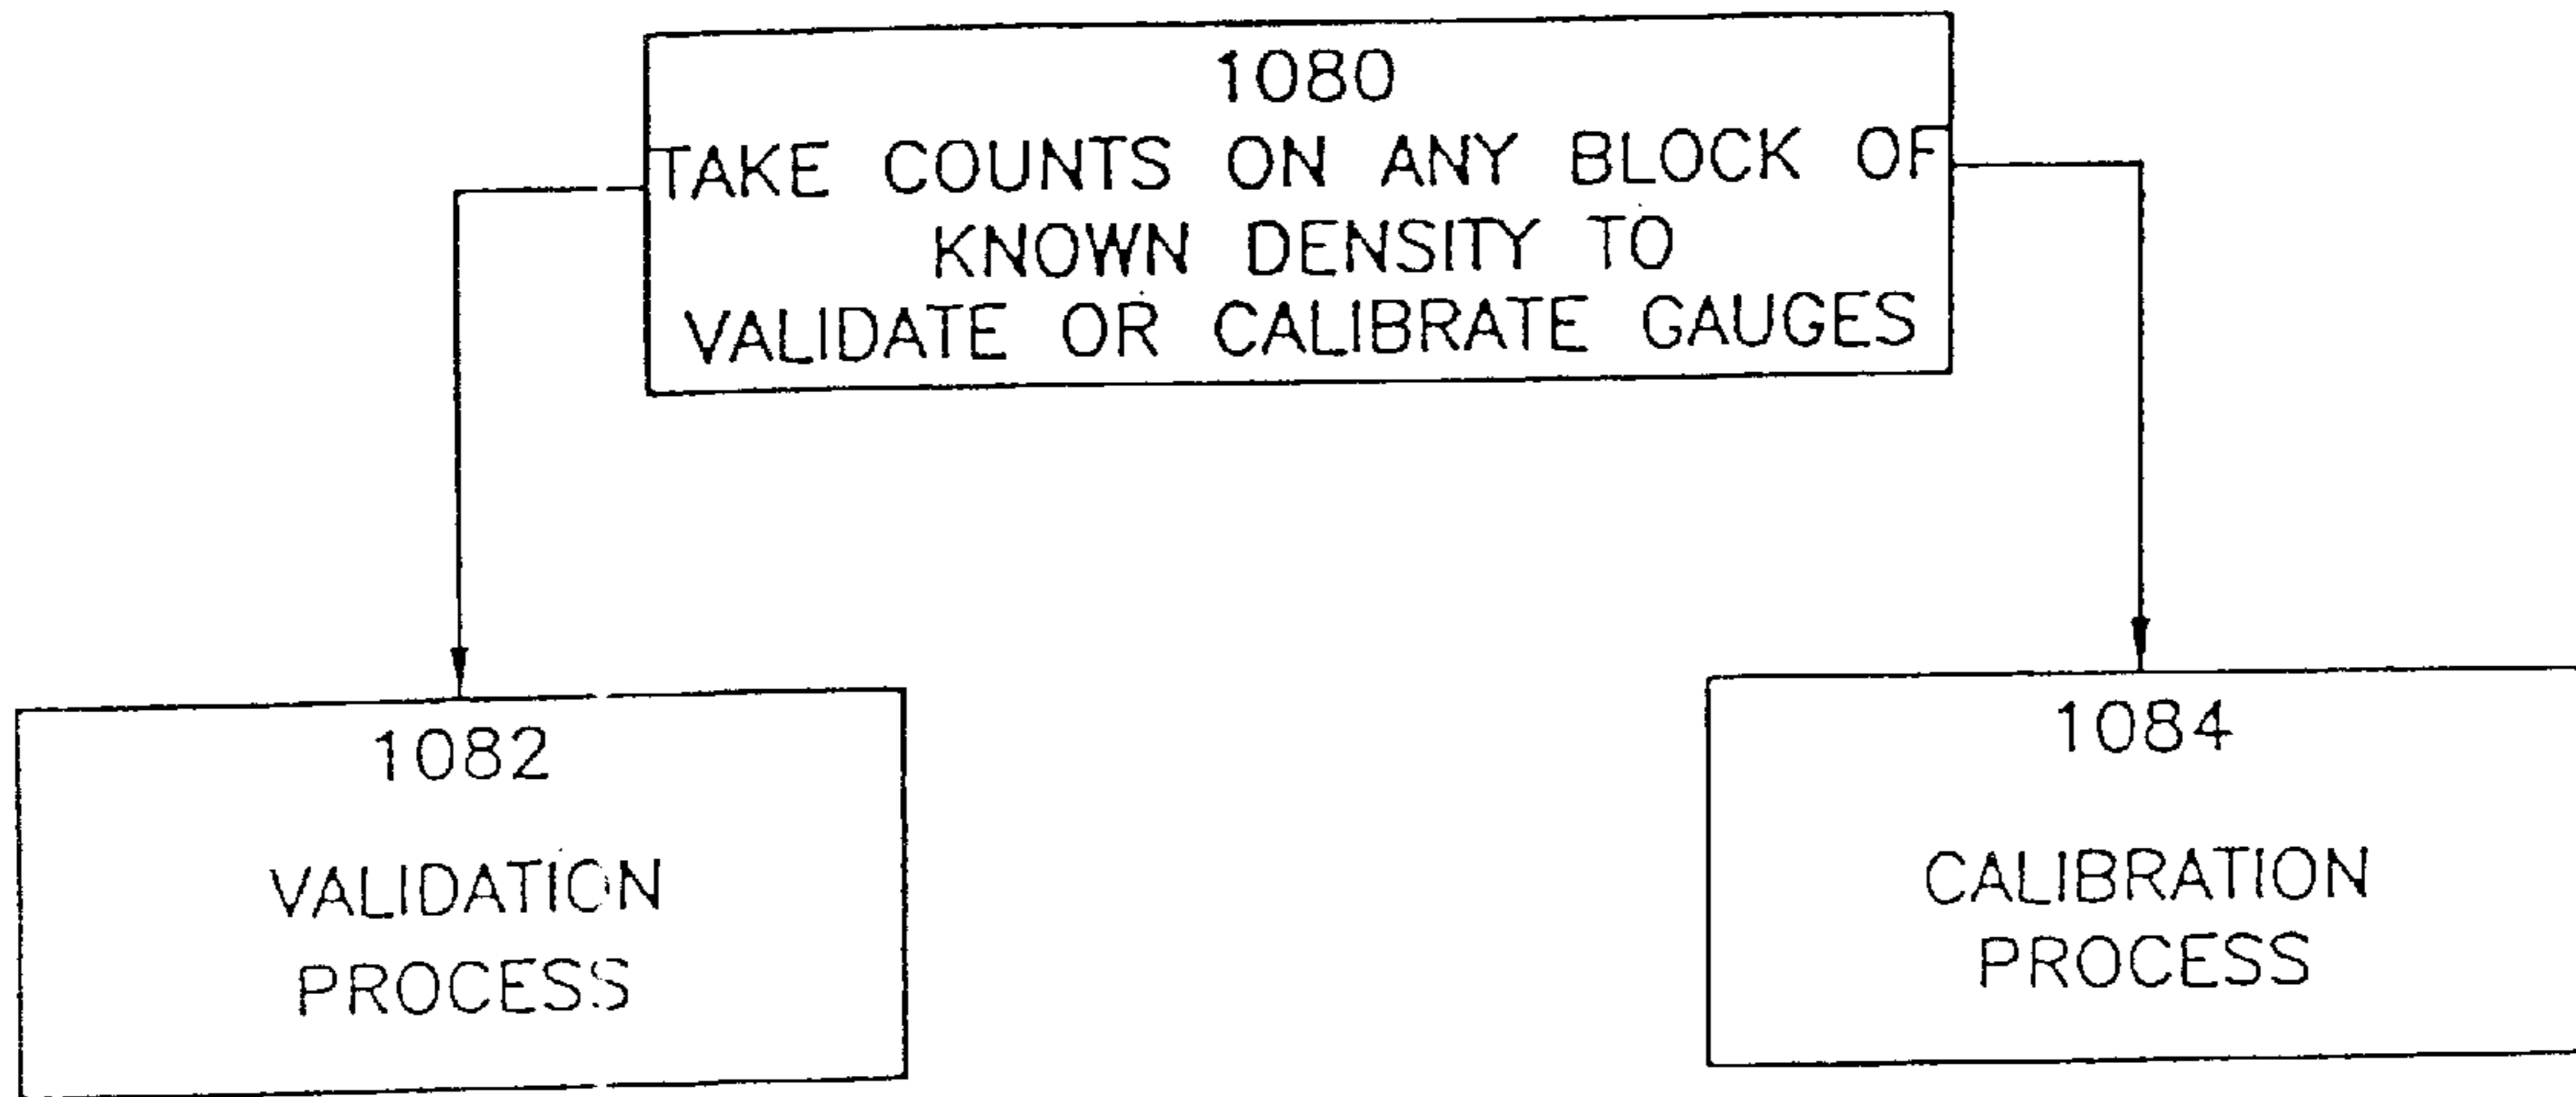 1080
TAKE COUNTS ON ANY BLOCK OF
KNOWN DENSITY TO
VALIDATE OR CALIBRATE GAUGES
1082
VALIDATION
PROCESS
1084
CALIBRATION
PROCESS